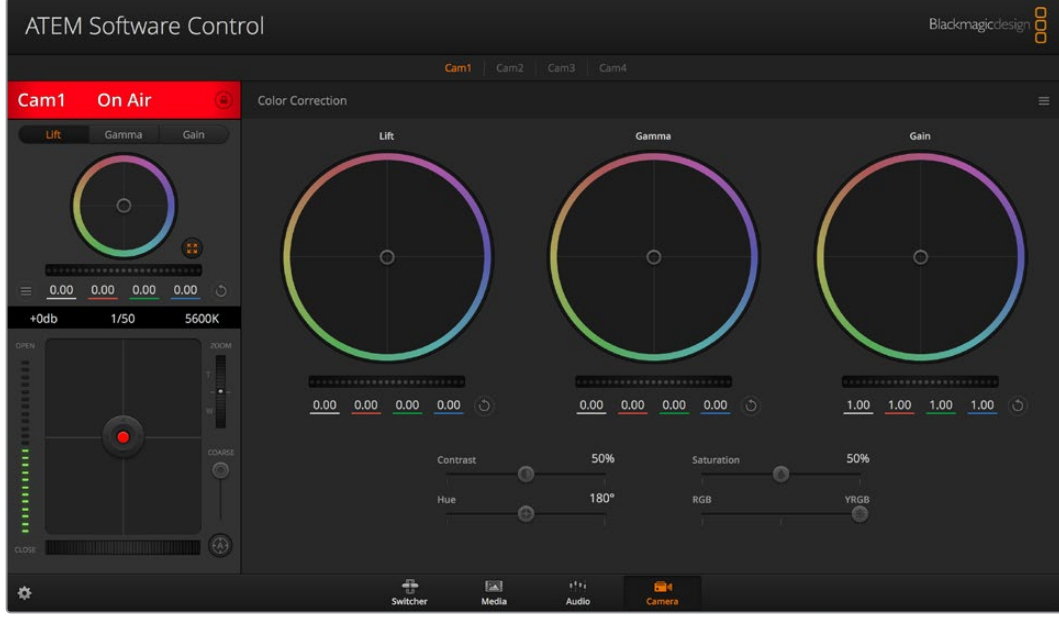 ATEM Software Control
Blackmagicdesign
Cam1 Cam2 Cam3 Cam4
Cam1 On Air
Color Correction
Lift Gamma Gain
Lift Gamma Gain
0.00 0.00 0.00 0.00
+0db 1/50 5600K
OPEN ZOOM
T
W
COARSE
A
CLOSE
0.00 0.00 0.00 0.00 0.00 0.00 0.00 0.00 1.00 1.00 1.00 1.00
Contrast 50% Saturation 50%
Hue 180° RGB YRGB
Switcher Media Audio Camera